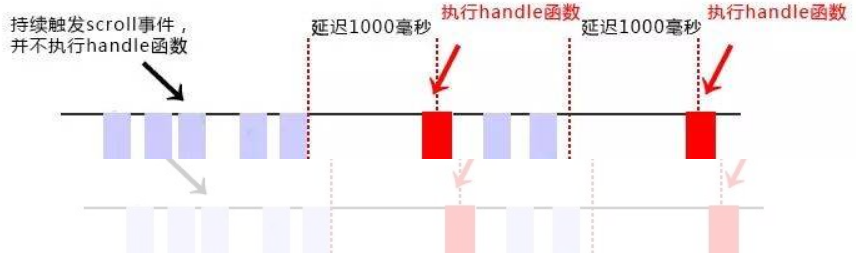 持续触发scroll事件，
并不执行handle函数
延迟1000毫秒
执行handle函数
延迟1000毫秒
执行handle函数